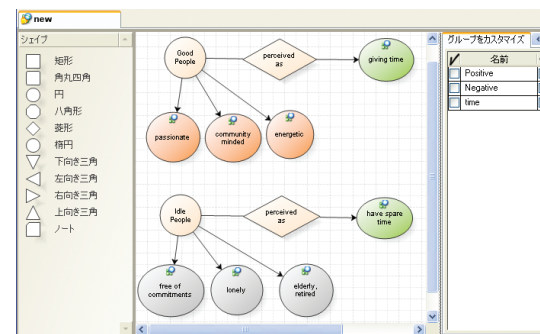 new
シェイプ
矩形
角丸四角
円
八角形
菱形
楕円
下向き三角
左向き三角
右向き三角
上向き三角
ノート
Good
People
perceived
as
giving time
passionate
community
minded
energetic
Idle
People
perceived
as
have spare
time
free of
commitments
lonely
elderly,
retired
グループをカスタマイズ
名前
Positive
Negative
time